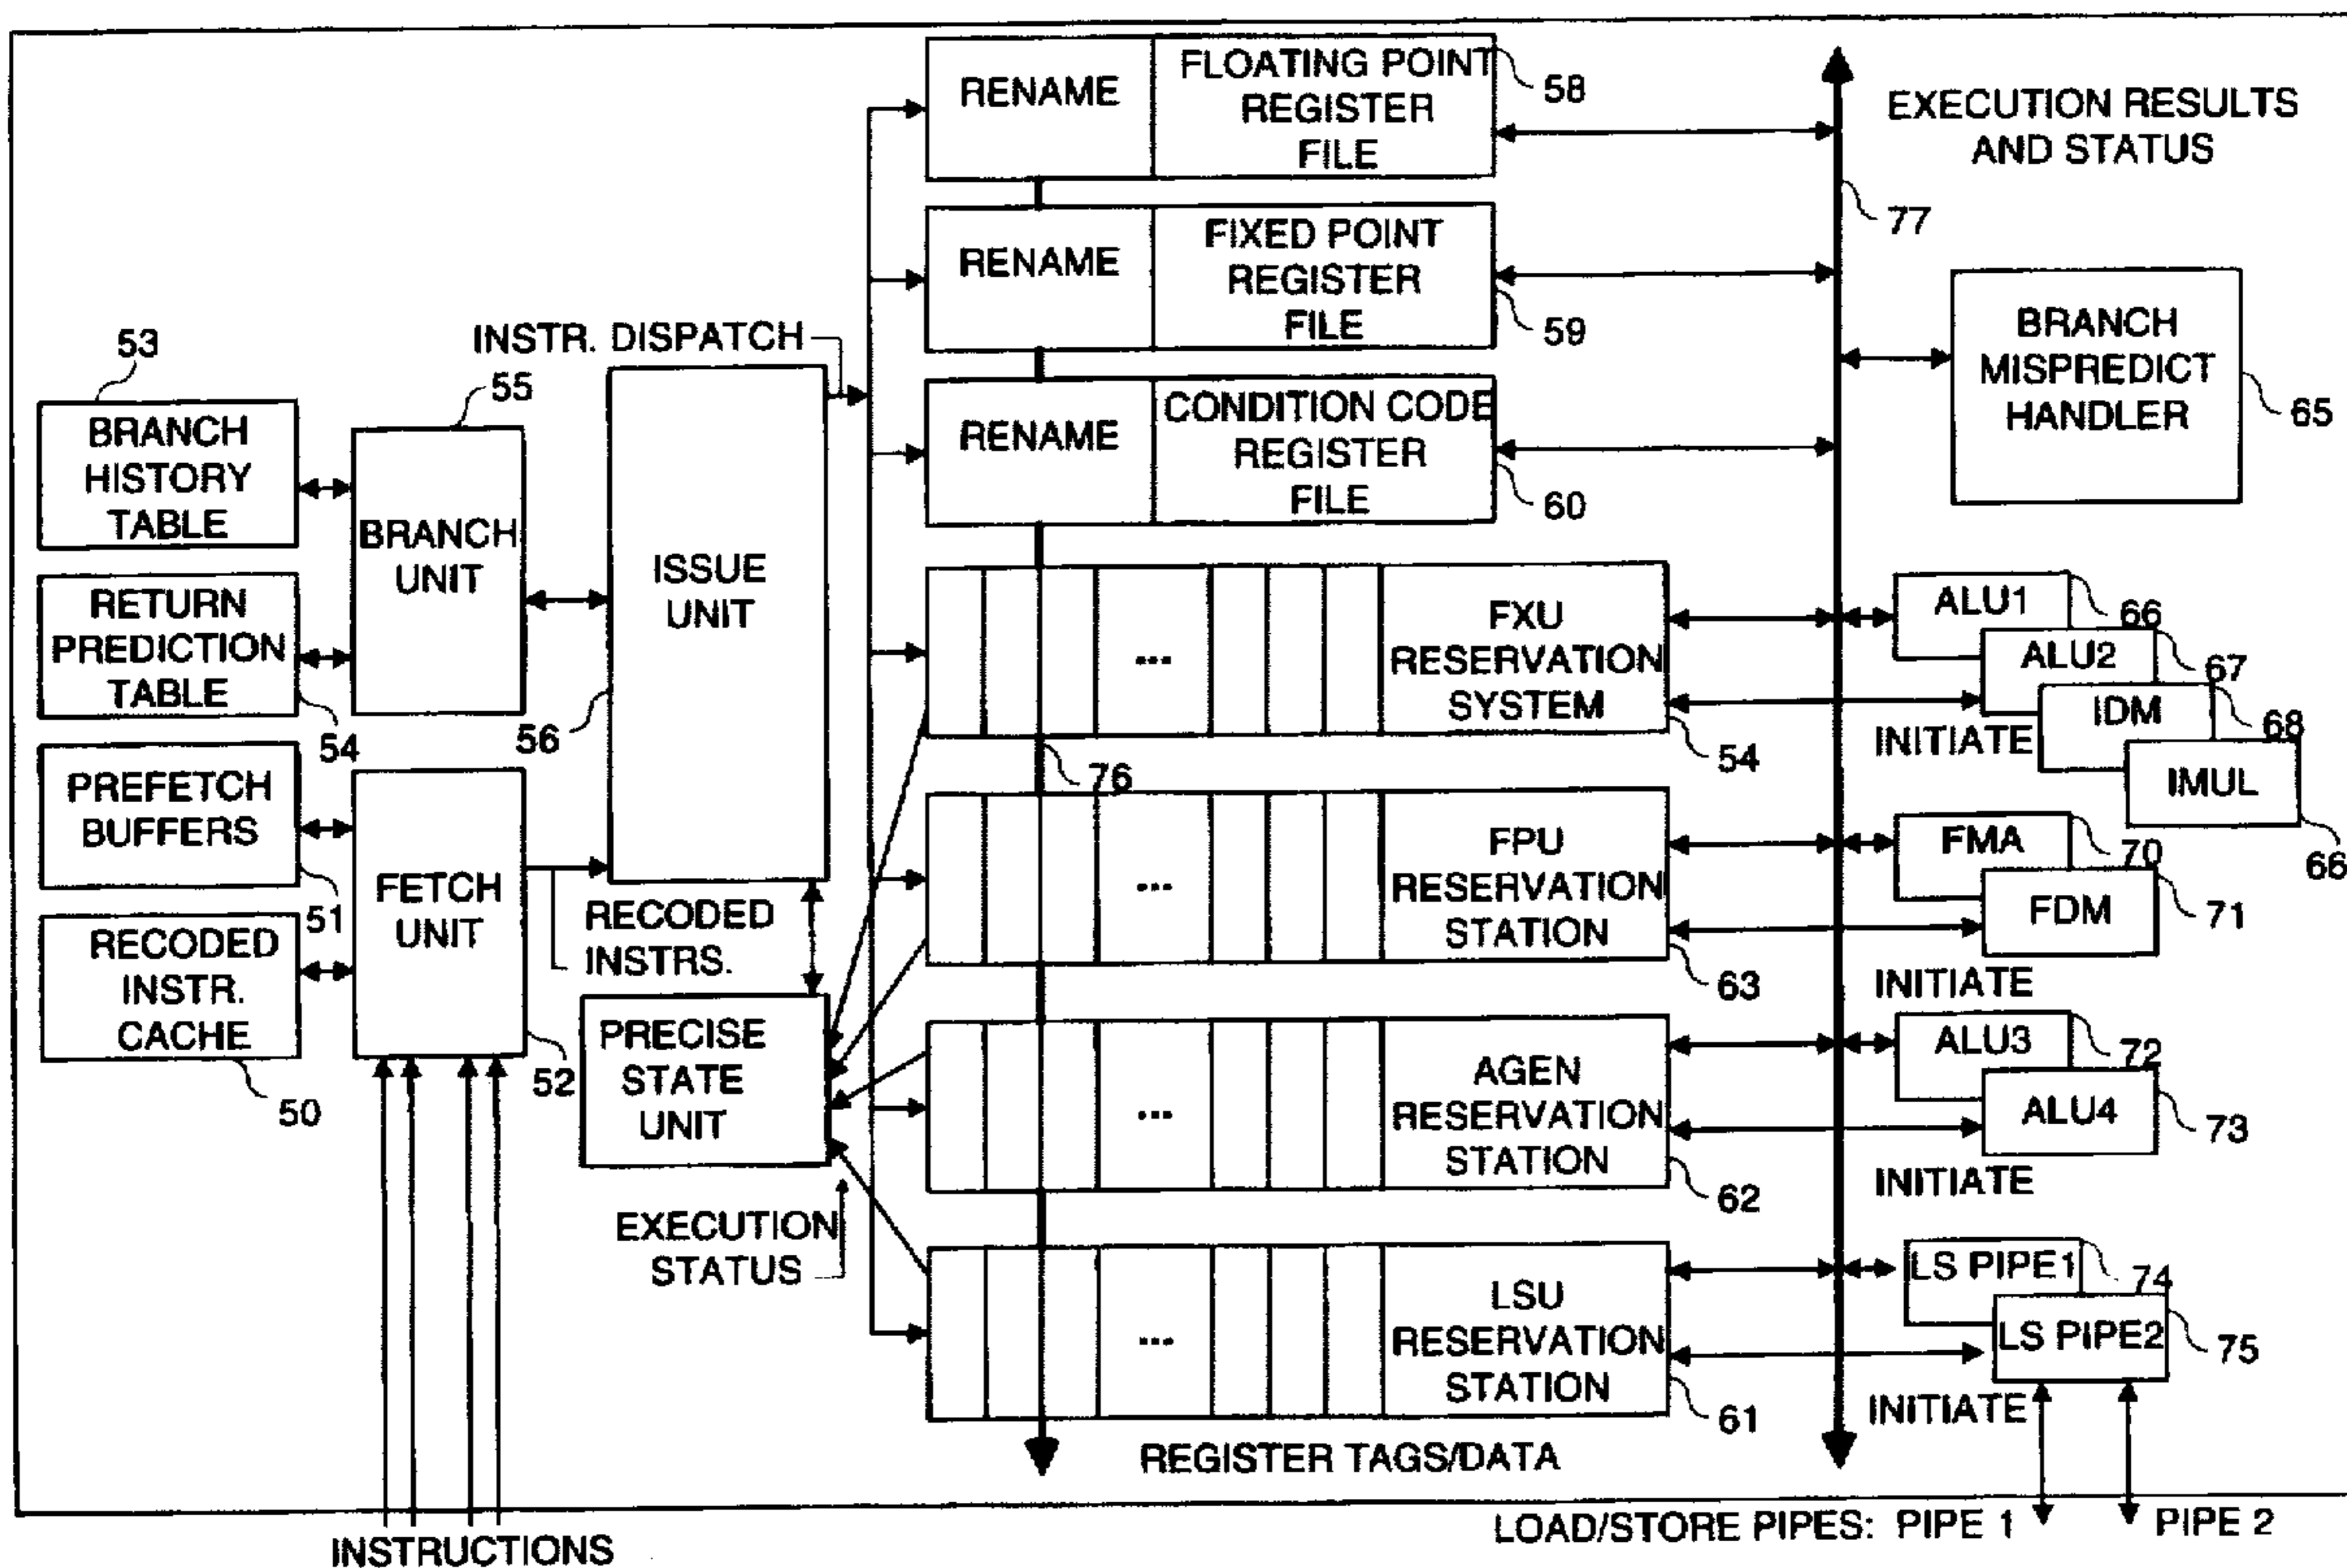 RENAME
FLOATING POINT
REGISTER
FILE
58
EXECUTION RESULTS
AND STATUS
77
RENAME
FIXED POINT
REGISTER
FILE
59
BRANCH
MISPREDICT
HANDLER
65
INSTR. DISPATCH
RENAME
CONDITION CODE
REGISTER
FILE
60
53
BRANCH
HISTORY
TABLE
55
BRANCH
UNIT
ISSUE
UNIT
56
RETURN
PREDICTION
TABLE
54
...
FXU
RESERVATION
SYSTEM
54
ALU1
66
ALU2
67
IDM
68
IMUL
66
INITIATE
76
PREFETCH
BUFFERS
51
FETCH
UNIT
52
RECODED
INSTRS.
RECODED
INSTR.
CACHE
50
...
FPU
RESERVATION
STATION
63
FMA
70
FDM
71
INITIATE
PRECISE
STATE
UNIT
EXECUTION
STATUS
...
AGEN
RESERVATION
STATION
62
ALU3
72
ALU4
73
INITIATE
...
LSU
RESERVATION
STATION
61
LS PIPE1
74
LS PIPE2
75
INITIATE
REGISTER TAGS/DATA
LOAD/STORE PIPES: PIPE 1
PIPE 2
INSTRUCTIONS